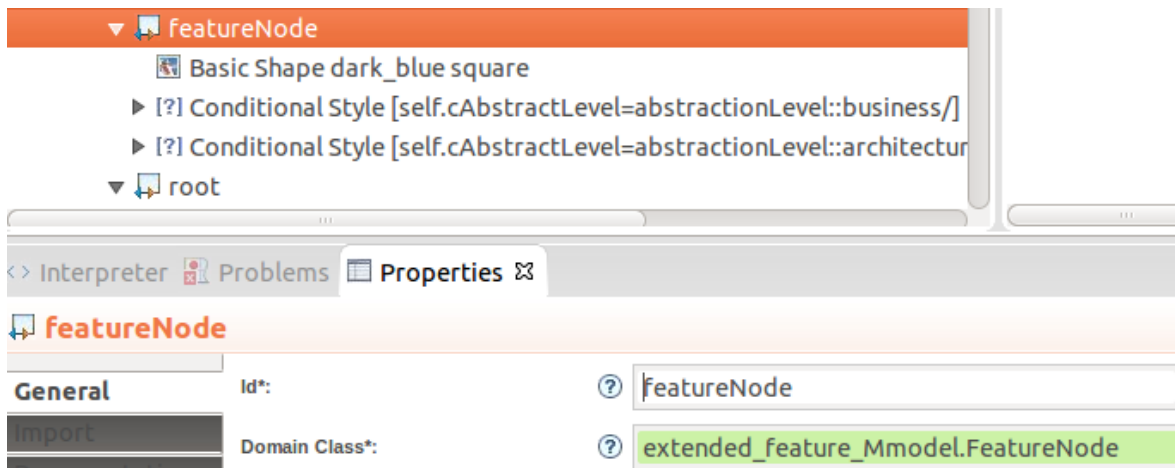 featureNode
Basic Shape dark_blue square
[?] Conditional Style [self.cAbstractLevel=abstractionLevel::business/]
[?] Conditional Style [self.cAbstractLevel=abstractionLevel::architectur
root
Interpreter Problems Properties
featureNode
General Id*: featureNode
Import
Domain Class*: extended_feature_Mmodel.FeatureNode